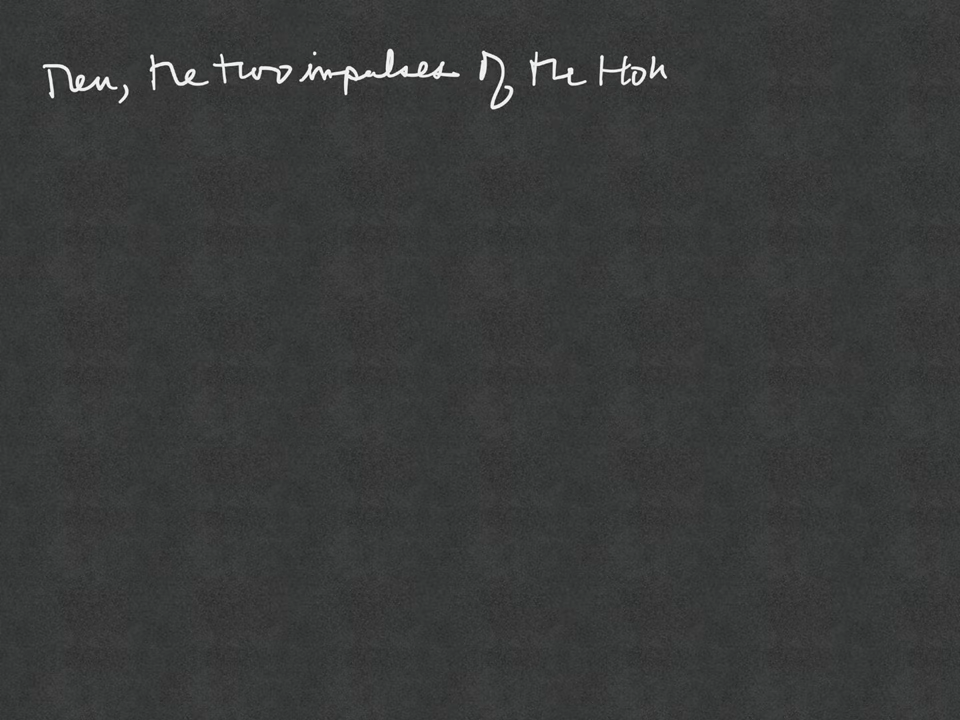 Then, the two impulses of the Hoh